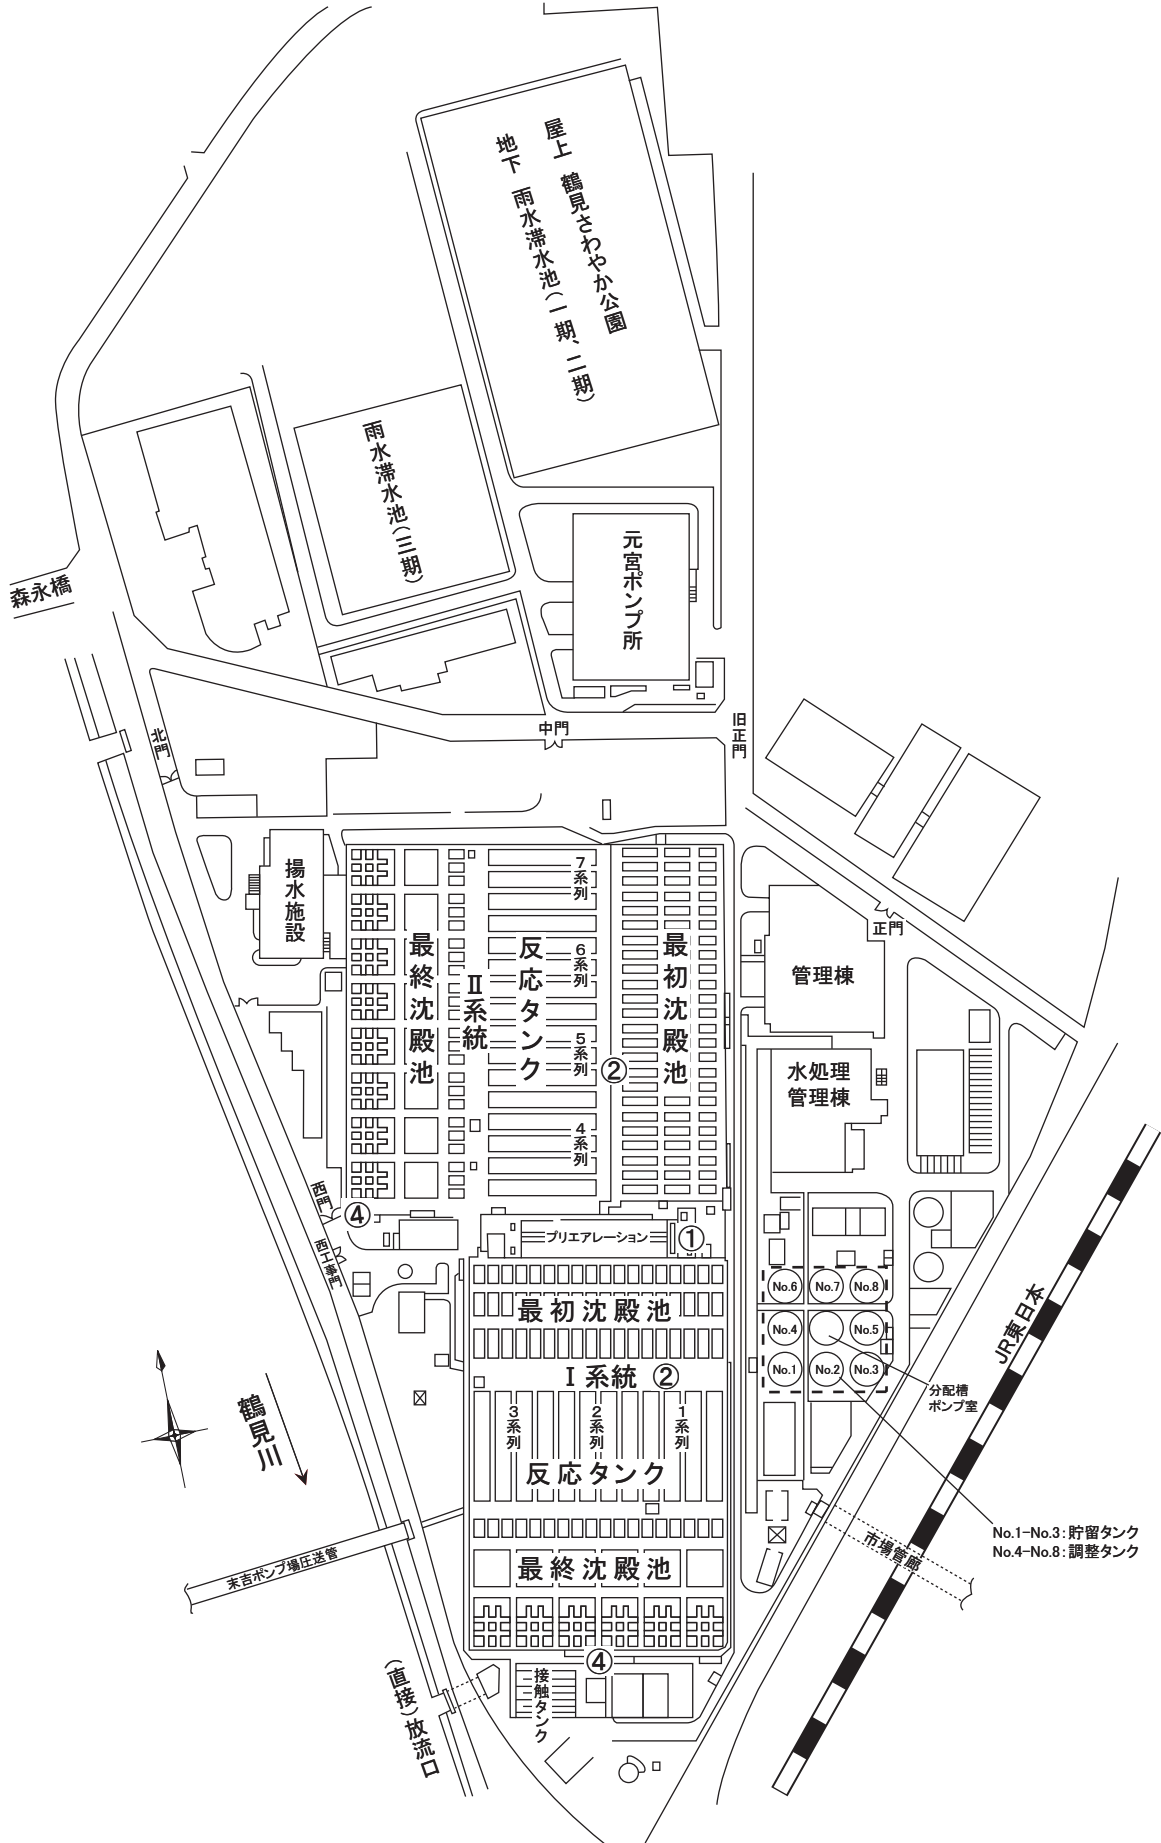 屋上 鶴見さわやか公園
地下 雨水滞水池(一期、二期)
雨水滞水池(三期)
元宮ポンプ所
森永橋
北門
中門
旧正門
揚水施設
正門
管理棟
水処理
管理棟
最終沈殿池
Ⅱ系統
反応タンク
最初沈殿池
7系列
6系列
5系列
4系列
②
西門
④
西工事門
プリエアレーション
①
最初沈殿池
Ⅰ系統 ②
3系列
2系列
1系列
反応タンク
最終沈殿池
④
接触タンク
No.6
No.7
No.8
No.4
No.5
No.1
No.2
No.3
分配槽
ポンプ室
JR東日本
No.1-No.3:貯留タンク
No.4-No.8:調整タンク
市場管廊
鶴見川
末吉ポンプ場圧送管
(直接)放流口